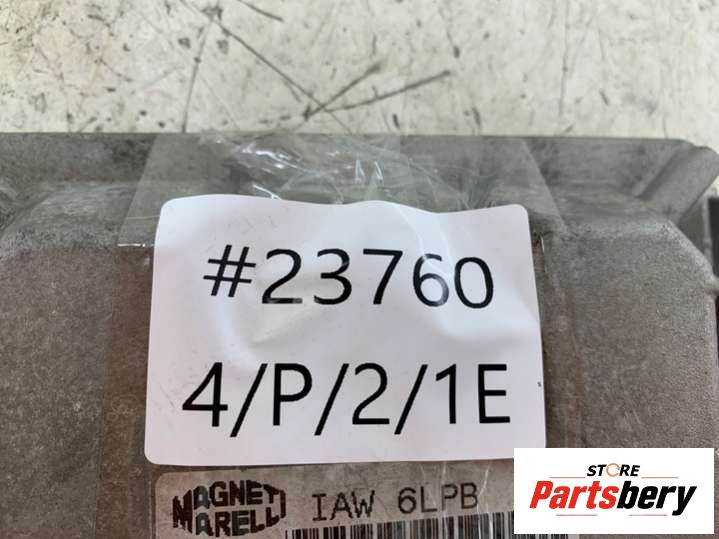 #23760
4/P/2/1E
MAGNETI MARELLI IAW 6LPB
STORE
Partsbery